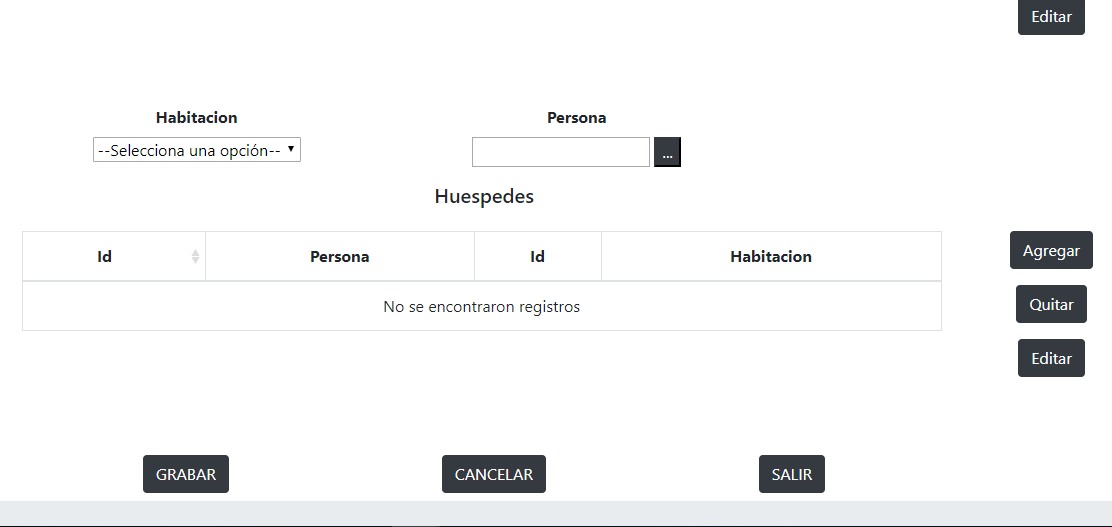 Editar
Habitacion Persona
--Selecciona una opción-- ...
Huespedes
Id Persona Id Habitacion
Agregar
No se encontraron registros
Quitar
Editar
GRABAR CANCELAR SALIR